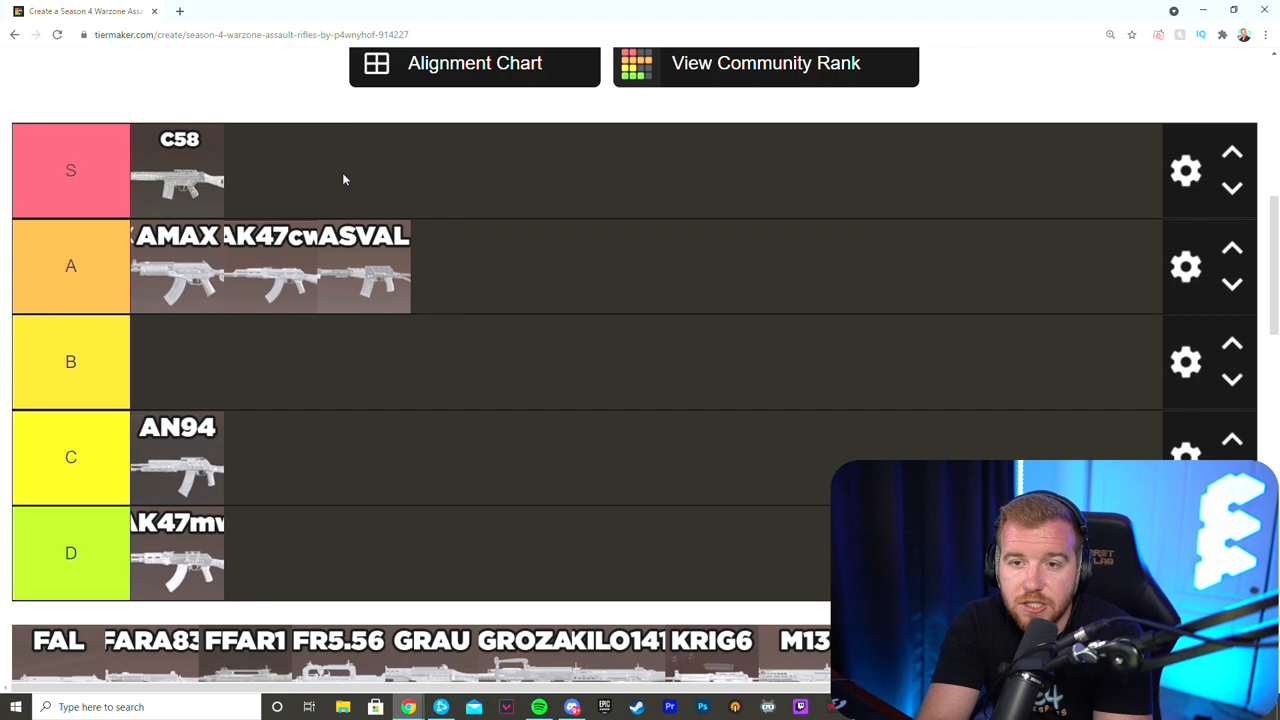 Create a Season 4 Warzone Assa
tiermaker.com/create/season-4-warzone-assault-rifles-by-p4wnyhof-914227
Alignment Chart
View Community Rank
S
C58
A
AMAX AK47cw ASVAL
B
C
AN94
D
AK47mw
FAL FARA83 FFAR1 FR5.56 GRAU GROZA KILO141 KRIG6 M13
Type here to search